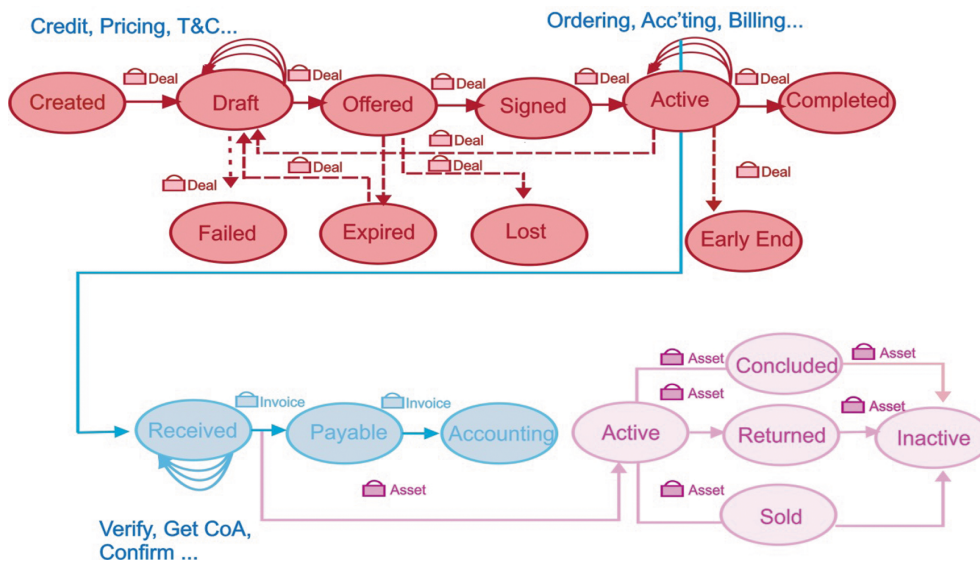 Credit, Pricing, T&C...
Ordering, Acc'ting, Billing...
Deal
Deal
Deal
Deal
Deal
Created
Draft
Offered
Signed
Active
Completed
Deal
Deal
Deal
Deal
Deal
Failed
Expired
Lost
Early End
Asset
Asset
Concluded
Asset
Invoice
Invoice
Asset
Received
Payable
Accounting
Active
Returned
Inactive
Asset
Asset
Sold
Verify, Get CoA,
Confirm ...